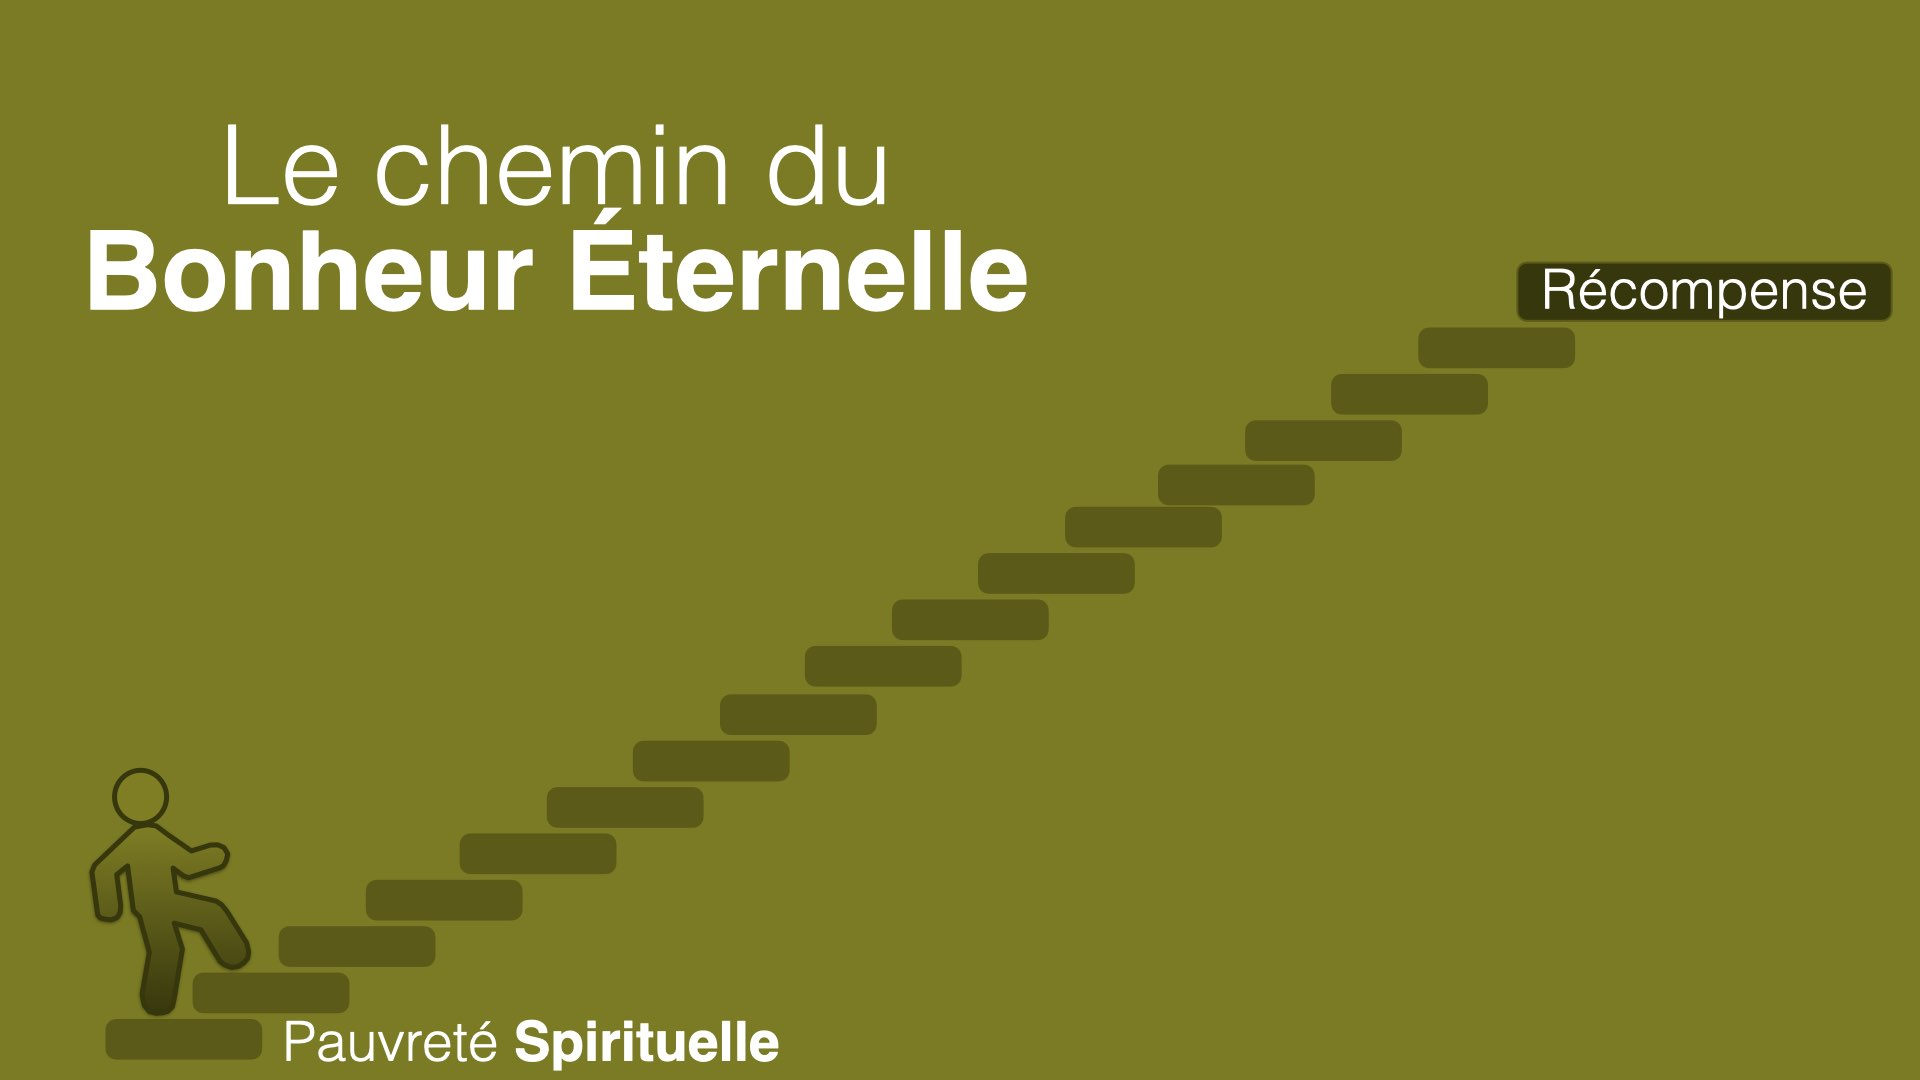 Le chemin du
Bonheur Éternelle
Récompense
Pauvreté Spirituelle